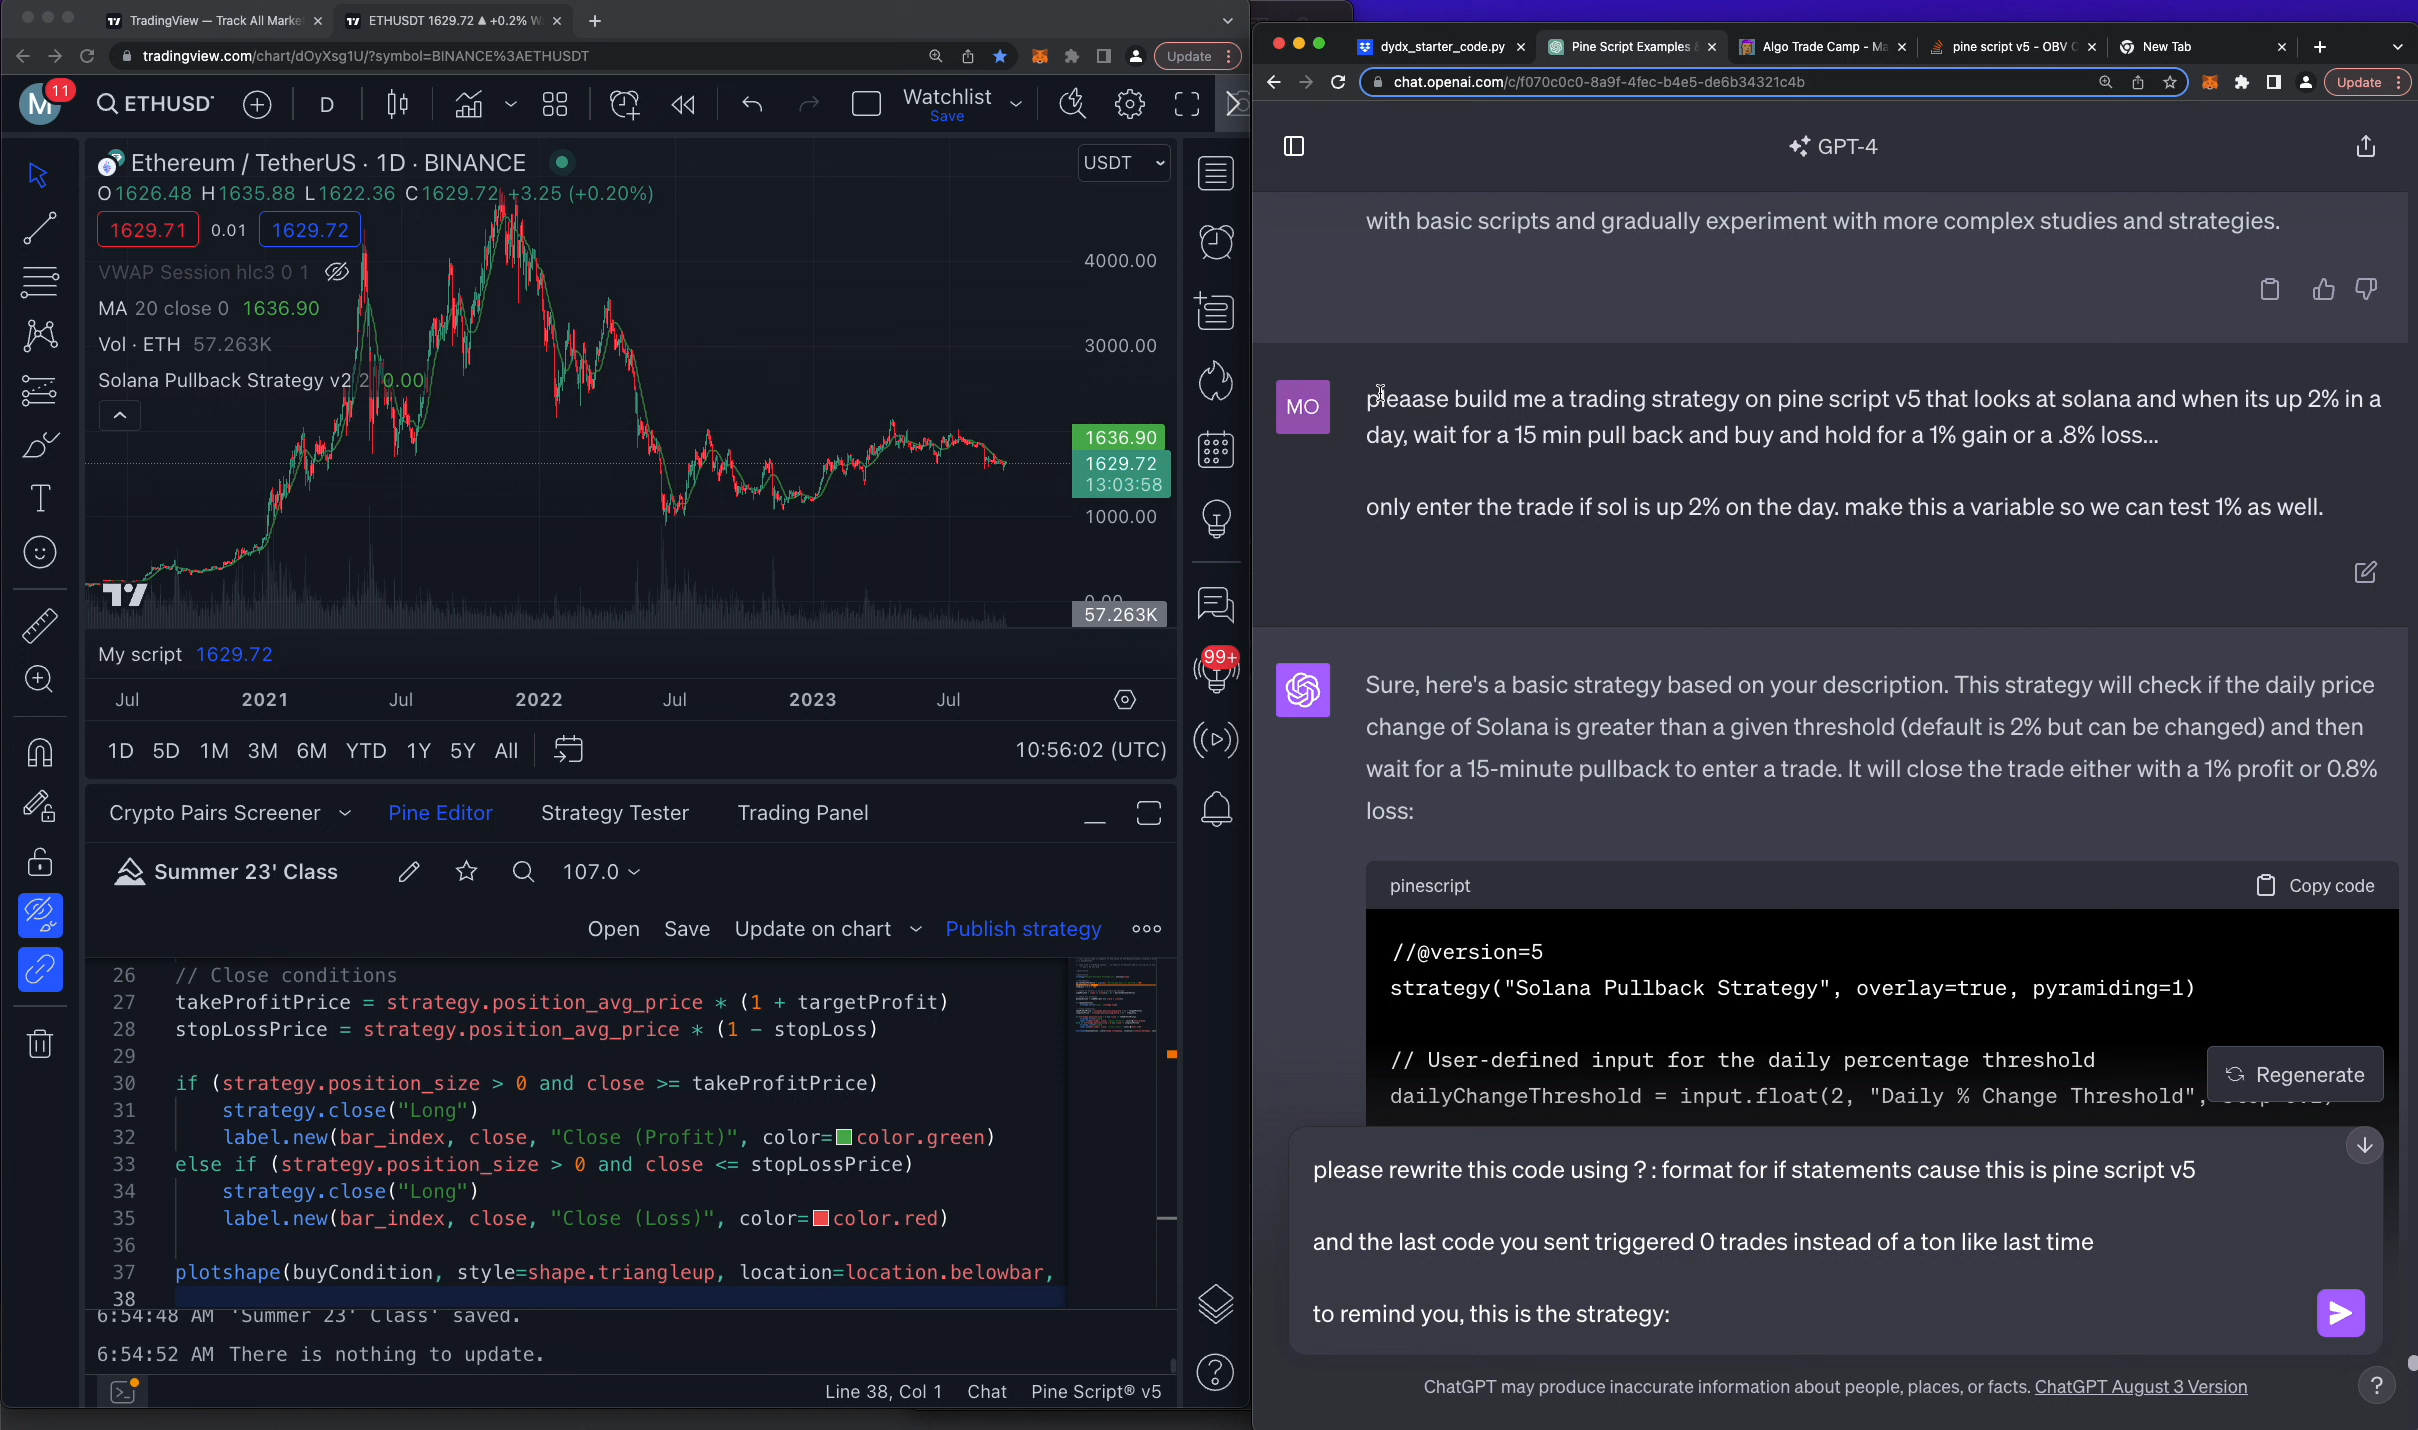 TradingView — Track All Marke
ETHUSDT 1629.72 ▲ +0.2% W
tradingview.com/chart/dOyXsg1U/?symbol=BINANCE%3AETHUSDT
Update
M
11
ETHUSD
D
Watchlist
Save
Ethereum / TetherUS · 1D · BINANCE
USDT
O1626.48 H1635.88 L1622.36 C1629.72 +3.25 (+0.20%)
1629.71
0.01
1629.72
VWAP Session hlc3 0 1
MA 20 close 0 1636.90
Vol · ETH 57.263K
Solana Pullback Strategy v2 2 0.00
4000.00
3000.00
1636.90
1629.72
13:03:58
1000.00
0.00
57.263K
My script 1629.72
Jul 2021 Jul 2022 Jul 2023 Jul
1D 5D 1M 3M 6M YTD 1Y 5Y All
10:56:02 (UTC)
99+
Crypto Pairs Screener
Pine Editor
Strategy Tester
Trading Panel
Summer 23' Class
107.0
Open Save Update on chart Publish strategy
26 // Close conditions
27 takeProfitPrice = strategy.position_avg_price * (1 + targetProfit)
28 stopLossPrice = strategy.position_avg_price * (1 - stopLoss)
29
30 if (strategy.position_size > 0 and close >= takeProfitPrice)
31 strategy.close("Long")
32 label.new(bar_index, close, "Close (Profit)", color=color.green)
33 else if (strategy.position_size > 0 and close <= stopLossPrice)
34 strategy.close("Long")
35 label.new(bar_index, close, "Close (Loss)", color=color.red)
36
37 plotshape(buyCondition, style=shape.triangleup, location=location.belowbar,
38
6:54:48 AM 'Summer 23' Class' saved.
6:54:52 AM There is nothing to update.
Line 38, Col 1 Chat Pine Script® v5
dydx_starter_code.py
Pine Script Examples &
Algo Trade Camp - Ma
pine script v5 - OBV C
New Tab
chat.openai.com/c/f070c0c0-8a9f-4fec-b4e5-de6b34321c4b
Update
GPT-4
with basic scripts and gradually experiment with more complex studies and strategies.
MO
pleaase build me a trading strategy on pine script v5 that looks at solana and when its up 2% in a
day, wait for a 15 min pull back and buy and hold for a 1% gain or a .8% loss...
only enter the trade if sol is up 2% on the day. make this a variable so we can test 1% as well.
Sure, here's a basic strategy based on your description. This strategy will check if the daily price
change of Solana is greater than a given threshold (default is 2% but can be changed) and then
wait for a 15-minute pullback to enter a trade. It will close the trade either with a 1% profit or 0.8%
loss:
pinescript
Copy code
//@version=5
strategy("Solana Pullback Strategy", overlay=true, pyramiding=1)
// User-defined input for the daily percentage threshold
dailyChangeThreshold = input.float(2, "Daily % Change Threshold",
Regenerate
please rewrite this code using ? : format for if statements cause this is pine script v5
and the last code you sent triggered 0 trades instead of a ton like last time
to remind you, this is the strategy:
ChatGPT may produce inaccurate information about people, places, or facts. ChatGPT August 3 Version
?